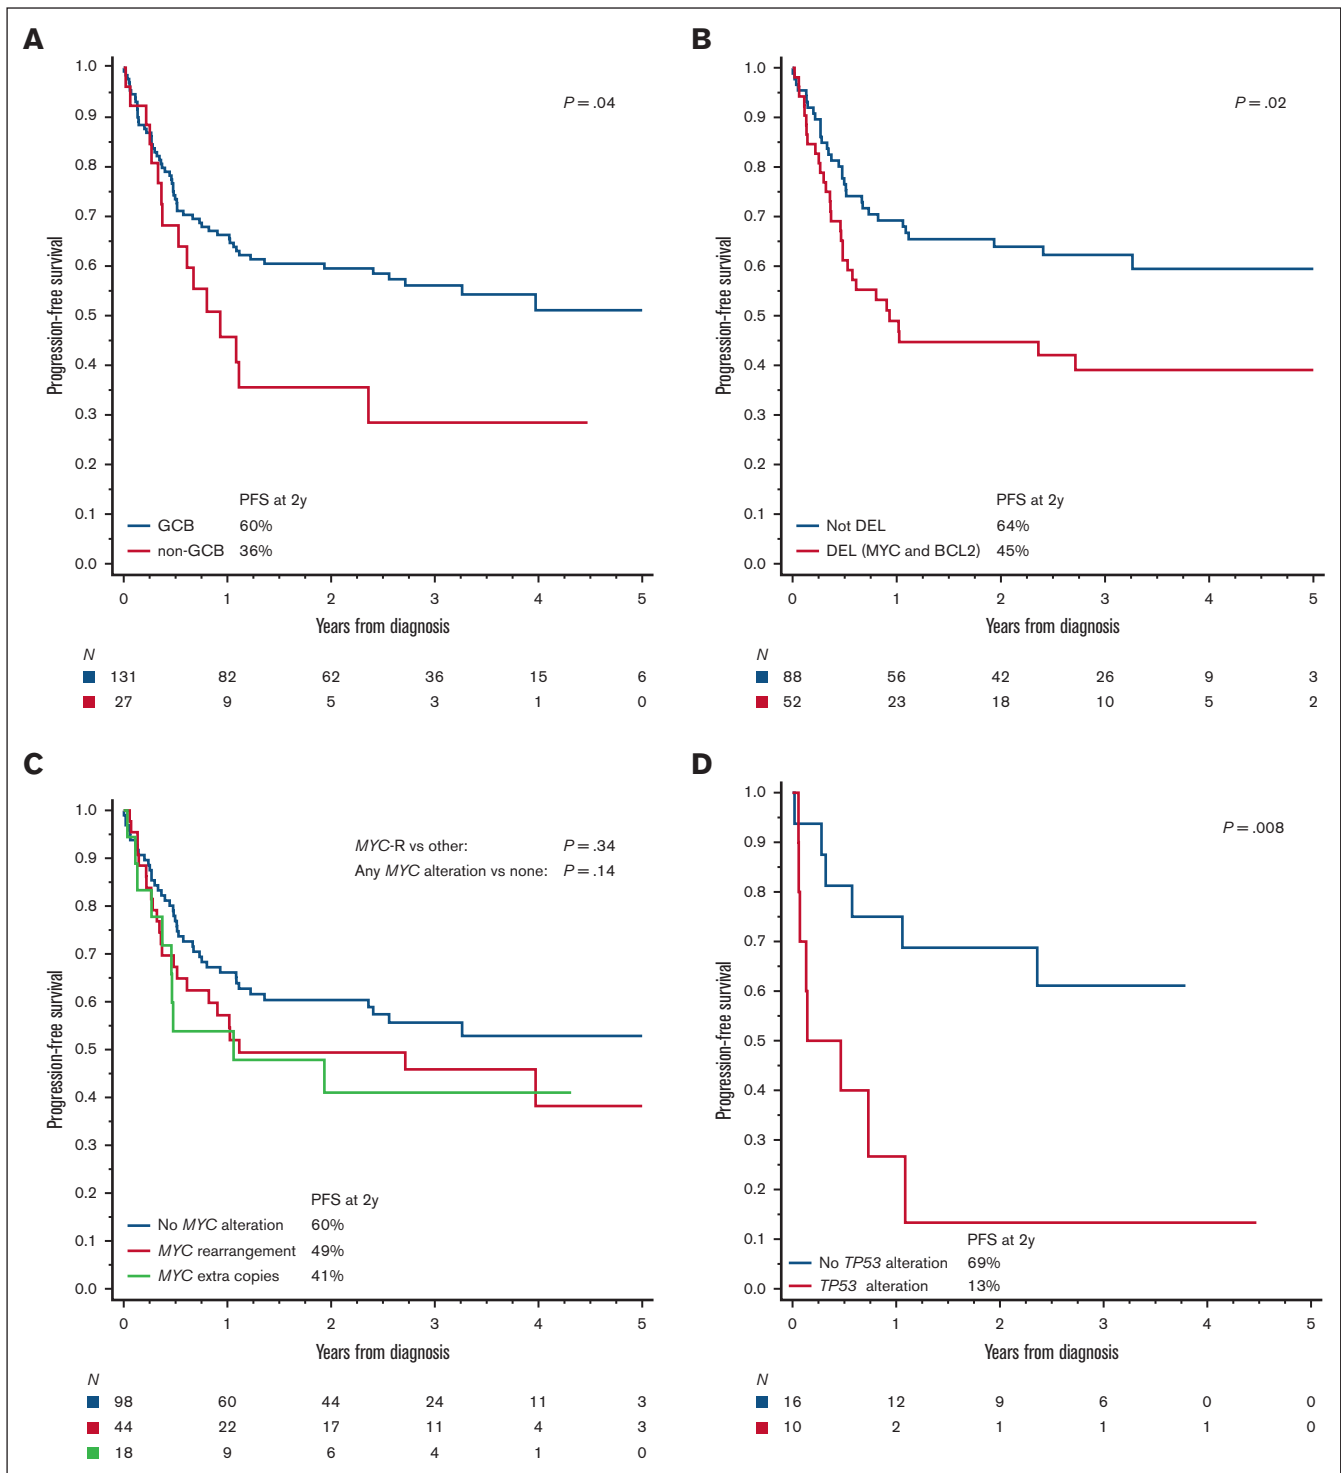 A
P = .04
1.0
0.9
0.8
0.7
0.6
0.5
0.4
0.3
0.2
0.1
0.0
Progression-free survival
PFS at 2y
GCB 60%
non-GCB 36%
0 1 2 3 4 5
Years from diagnosis
N
131 82 62 36 15 6
27 9 5 3 1 0
B
P = .02
1.0
0.9
0.8
0.7
0.6
0.5
0.4
0.3
0.2
0.1
0.0
Progression-free survival
PFS at 2y
Not DEL 64%
DEL (MYC and BCL2) 45%
0 1 2 3 4 5
Years from diagnosis
N
88 56 42 26 9 3
52 23 18 10 5 2
C
MYC-R vs other: P = .34
Any MYC alteration vs none: P = .14
1.0
0.9
0.8
0.7
0.6
0.5
0.4
0.3
0.2
0.1
0.0
Progression-free survival
PFS at 2y
No MYC alteration 60%
MYC rearrangement 49%
MYC extra copies 41%
0 1 2 3 4 5
Years from diagnosis
N
98 60 44 24 11 3
44 22 17 11 4 3
18 9 6 4 1 0
D
P = .008
1.0
0.9
0.8
0.7
0.6
0.5
0.4
0.3
0.2
0.1
0.0
Progression-free survival
PFS at 2y
No TP53 alteration 69%
TP53 alteration 13%
0 1 2 3 4 5
Years from diagnosis
N
16 12 9 6 0 0
10 2 1 1 1 0